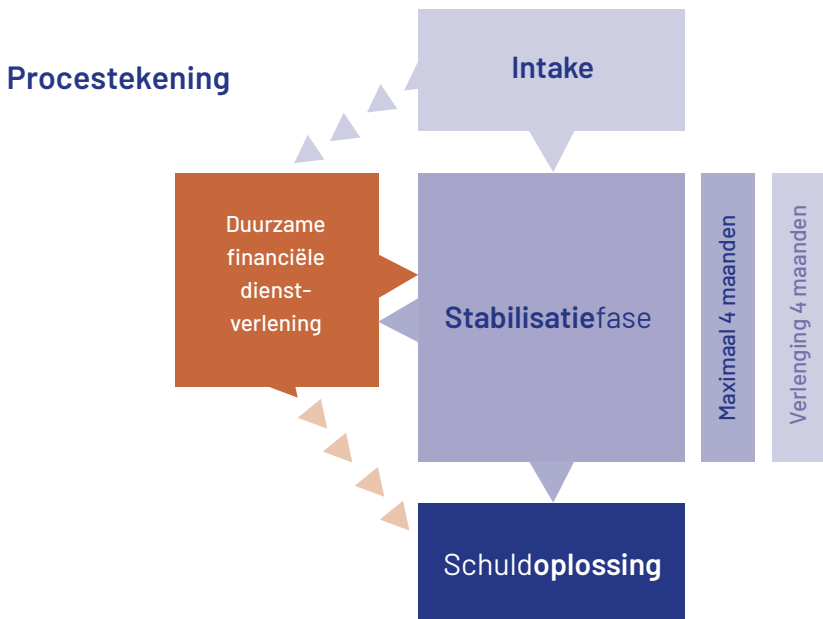 Procestekening
Intake
Duurzame
financiële
dienst-
verlening
Stabilisatiefase
Maximaal 4 maanden
Verlenging 4 maanden
Schuldoplossing